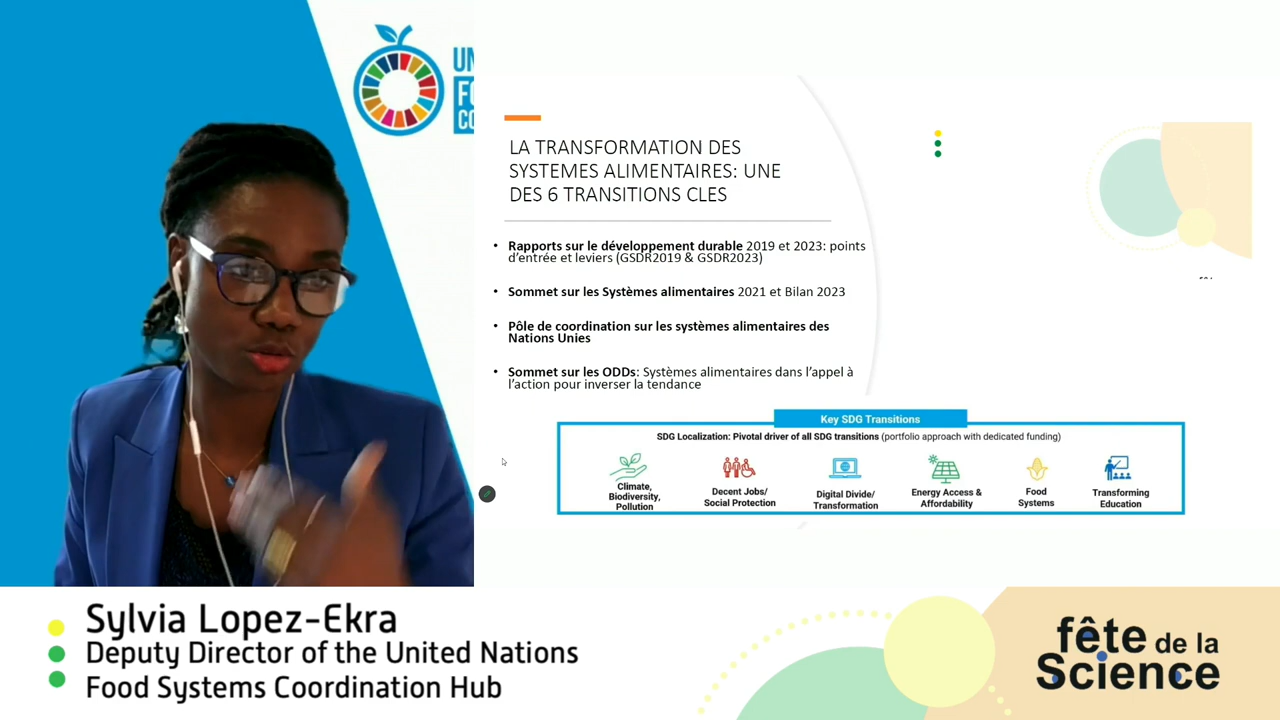 UN
FO
CO
LA TRANSFORMATION DES
SYSTEMES ALIMENTAIRES: UNE
DES 6 TRANSITIONS CLES
• Rapports sur le développement durable 2019 et 2023: points
d'entrée et leviers (GSDR2019 & GSDR2023)
• Sommet sur les Systèmes alimentaires 2021 et Bilan 2023
• Pôle de coordination sur les systèmes alimentaires des
Nations Unies
• Sommet sur les ODDs: Systèmes alimentaires dans l'appel à
l'action pour inverser la tendance
Key SDG Transitions
SDG Localization: Pivotal driver of all SDG transitions (portfolio approach with dedicated funding)
Climate,
Biodiversity,
Pollution
Decent Jobs/
Social Protection
Digital Divide/
Transformation
Energy Access &
Affordability
Food
Systems
Transforming
Education
Sylvia Lopez-Ekra
Deputy Director of the United Nations
Food Systems Coordination Hub
fête de la
Science